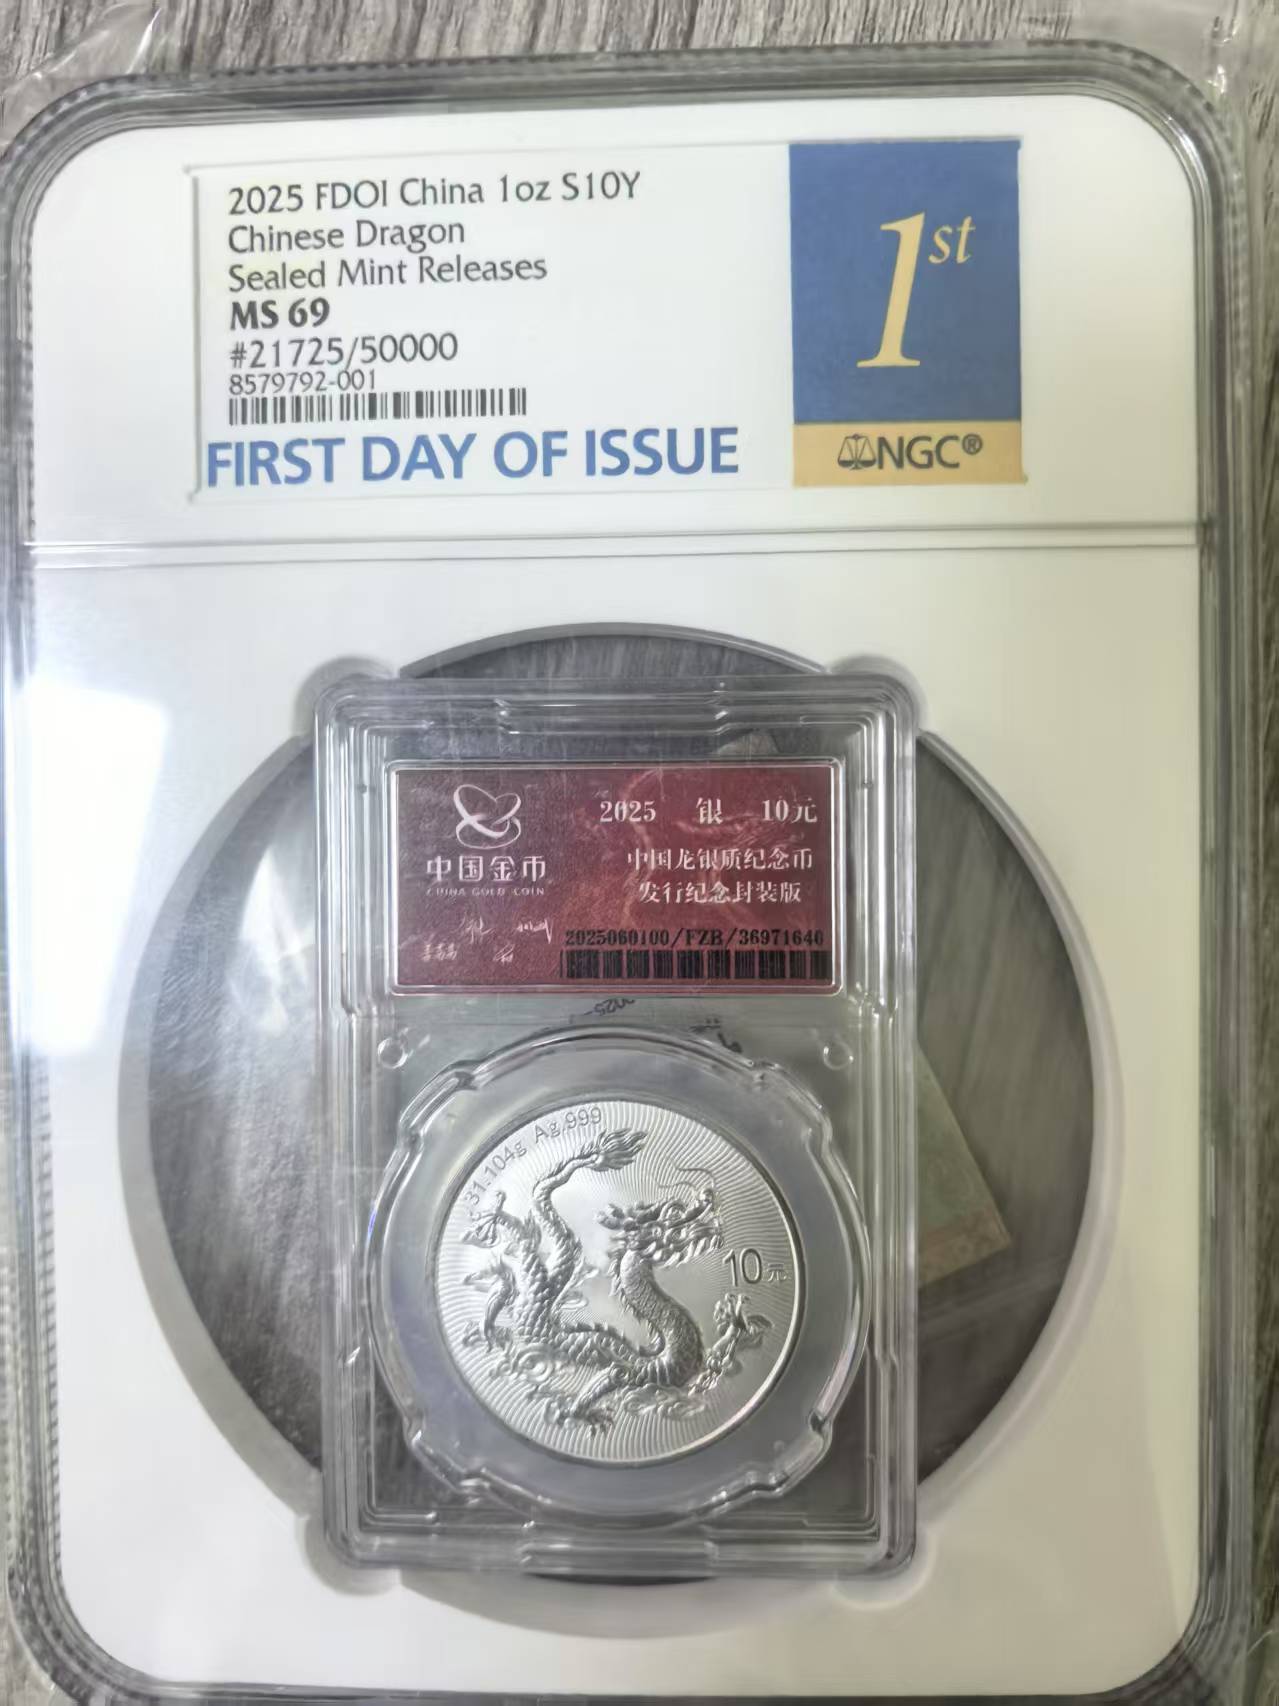 2025 FDOI China 1oz S10Y
Chinese Dragon
Sealed Mint Releases
MS 69
#21725/50000
8579792-001
FIRST DAY OF ISSUE
1st
NGC®
中国金币
CHINA GOLD COIN
2025 银 10元
中国龙银质纪念币
发行纪念封装版
2025060100/FZB/36971640
31.104g Ag.999
10元